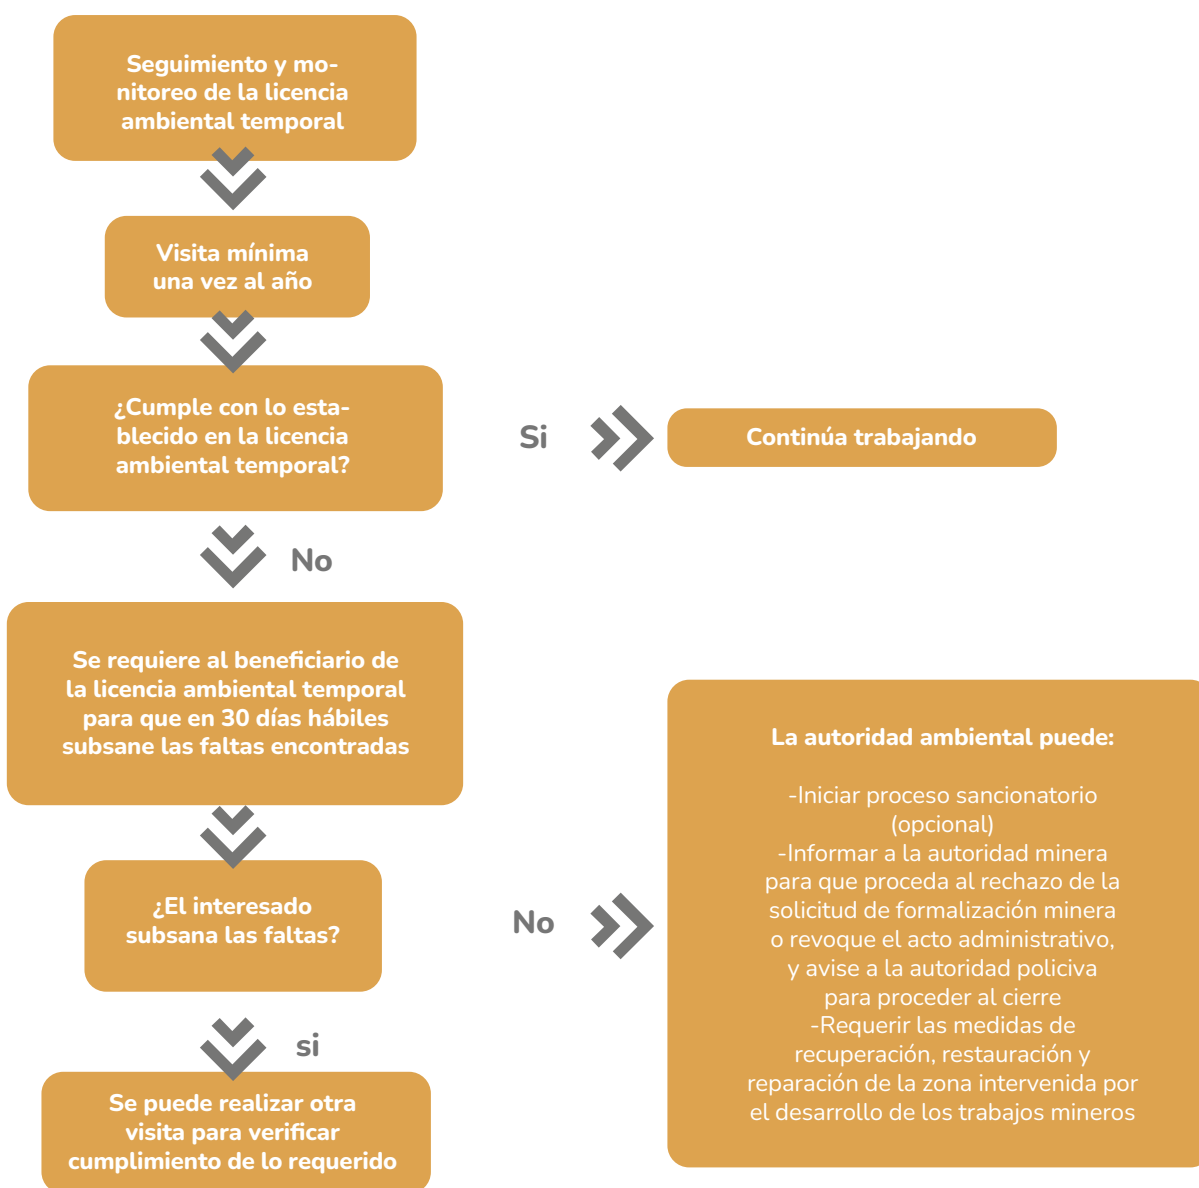 Seguimiento y mo-
nitoreo de la licencia
ambiental temporal
Visita mínima
una vez al año
¿Cumple con lo esta-
blecido en la licencia
ambiental temporal?
Si
Continúa trabajando
No
Se requiere al beneficiario de
la licencia ambiental temporal
para que en 30 días hábiles
subsane las faltas encontradas
¿El interesado
subsana las faltas?
No
La autoridad ambiental puede:
-Iniciar proceso sancionatorio
(opcional)
-Informar a la autoridad minera
para que proceda al rechazo de la
solicitud de formalización minera
o revoque el acto administrativo,
y avise a la autoridad policiva
para proceder al cierre
-Requerir las medidas de
recuperación, restauración y
reparación de la zona intervenida por
el desarrollo de los trabajos mineros
si
Se puede realizar otra
visita para verificar
cumplimiento de lo requerido